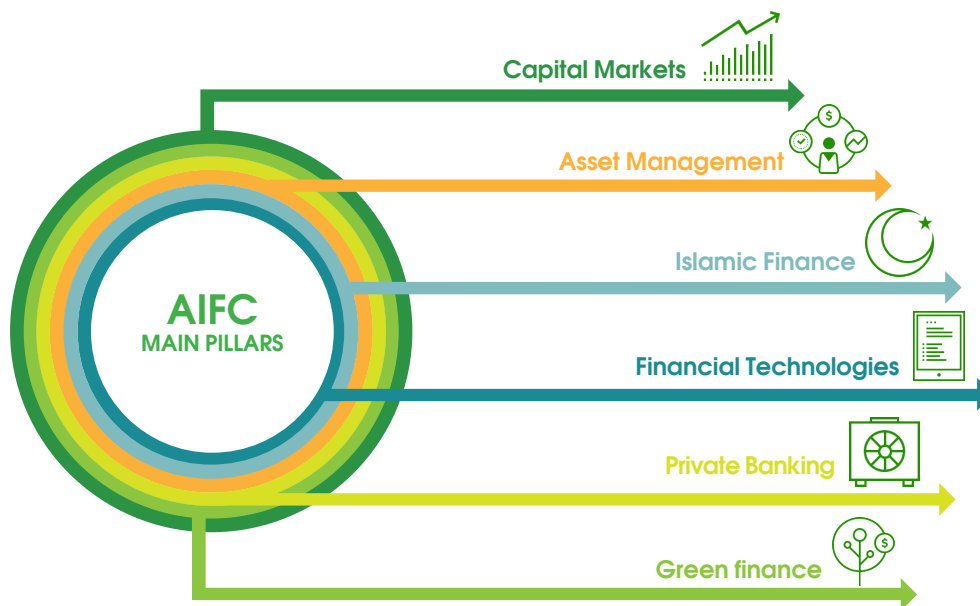 Capital Markets
Asset Management
Islamic Finance
AIFC
MAIN PILLARS
Financial Technologies
Private Banking
Green finance
$
$